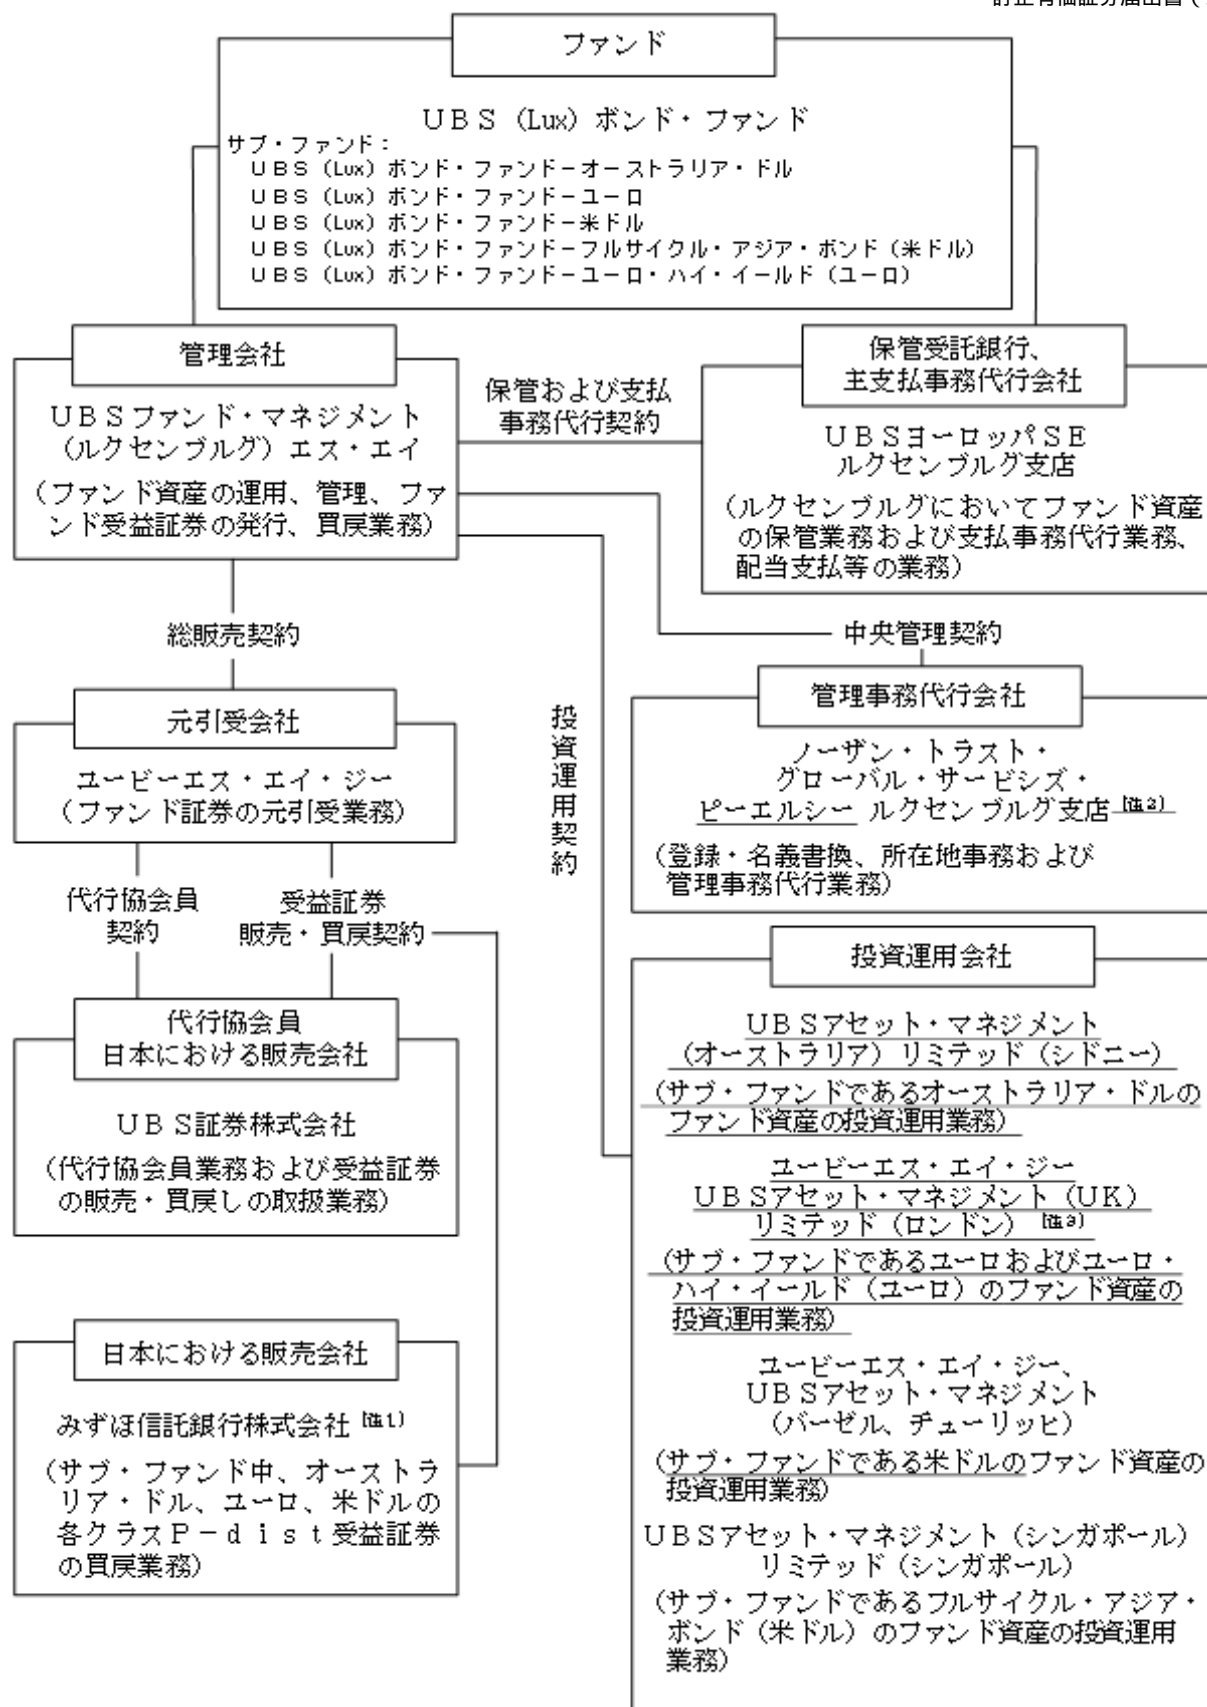 ファンド
ＵＢＳ（Lux）ボンド・ファンド
サブ・ファンド：
ＵＢＳ（Lux）ボンド・ファンド－オーストラリア・ドル
ＵＢＳ（Lux）ボンド・ファンド－ユーロ
ＵＢＳ（Lux）ボンド・ファンド－米ドル
ＵＢＳ（Lux）ボンド・ファンド－フルサイクル・アジア・ボンド（米ドル）
ＵＢＳ（Lux）ボンド・ファンド－ユーロ・ハイ・イールド（ユーロ）
管理会社
ＵＢＳファンド・マネジメント
（ルクセンブルグ）エス・エイ
（ファンド資産の運用、管理、ファ
ンド受益証券の発行、買戻業務）
保管および支払
事務代行契約
保管受託銀行、
主支払事務代行会社
ＵＢＳヨーロッパＳＥ
ルクセンブルグ支店
（ルクセンブルグにおいてファンド資産
の保管業務および支払事務代行業務、
配当支払等の業務）
総販売契約
中央管理契約
元引受会社
ユービーエス・エイ・ジー
（ファンド証券の元引受業務）
投資運用契約
管理事務代行会社
ノーザン・トラスト・
グローバル・サービシズ・
ピーエルシー ルクセンブルグ支店［注2］
（登録・名義書換、所在地事務および
管理事務代行業務）
代行協会員
契約
受益証券
販売・買戻契約
代行協会員
日本における販売会社
ＵＢＳ証券株式会社
（代行協会員業務および受益証券
の販売・買戻しの取扱業務）
日本における販売会社
みずほ信託銀行株式会社［注1］
（サブ・ファンド中、オーストラ
リア・ドル、ユーロ、米ドルの
各クラスＰ－ｄｉｓｔ受益証券
の買戻業務）
投資運用会社
ＵＢＳアセット・マネジメント
（オーストラリア）リミテッド（シドニー）
（サブ・ファンドであるオーストラリア・ドルの
ファンド資産の投資運用業務）
ユービーエス・エイ・ジー
ＵＢＳアセット・マネジメント（ＵＫ）
リミテッド（ロンドン）［注3］
（サブ・ファンドであるユーロおよびユーロ・
ハイ・イールド（ユーロ）のファンド資産の
投資運用業務）
ユービーエス・エイ・ジー、
ＵＢＳアセット・マネジメント
（バーゼル、チューリッヒ）
（サブ・ファンドである米ドルのファンド資産の
投資運用業務）
ＵＢＳアセット・マネジメント（シンガポール）
リミテッド（シンガポール）
（サブ・ファンドであるフルサイクル・アジア・
ボンド（米ドル）のファンド資産の投資運用
業務）